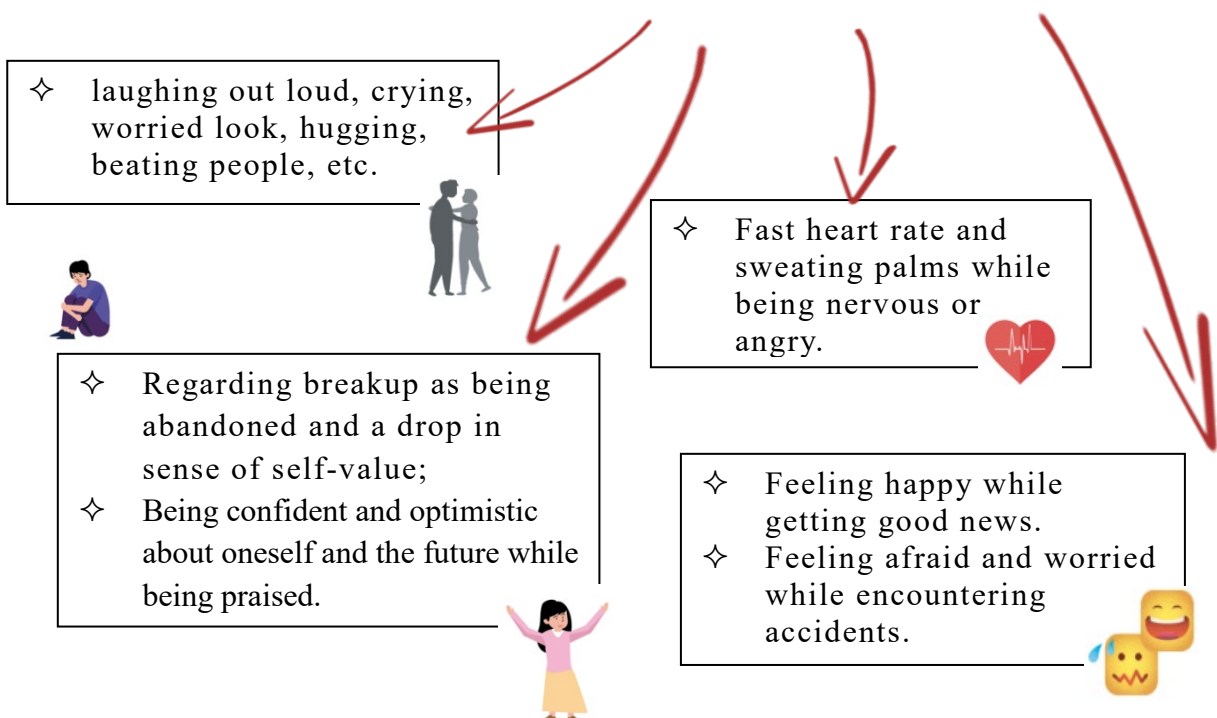 ✧ laughing out loud, crying,
worried look, hugging,
beating people, etc.
✧ Fast heart rate and
sweating palms while
being nervous or
angry.
✧ Regarding breakup as being
abandoned and a drop in
sense of self-value;
✧ Being confident and optimistic
about oneself and the future while
being praised.
✧ Feeling happy while
getting good news.
✧ Feeling afraid and worried
while encountering
accidents.